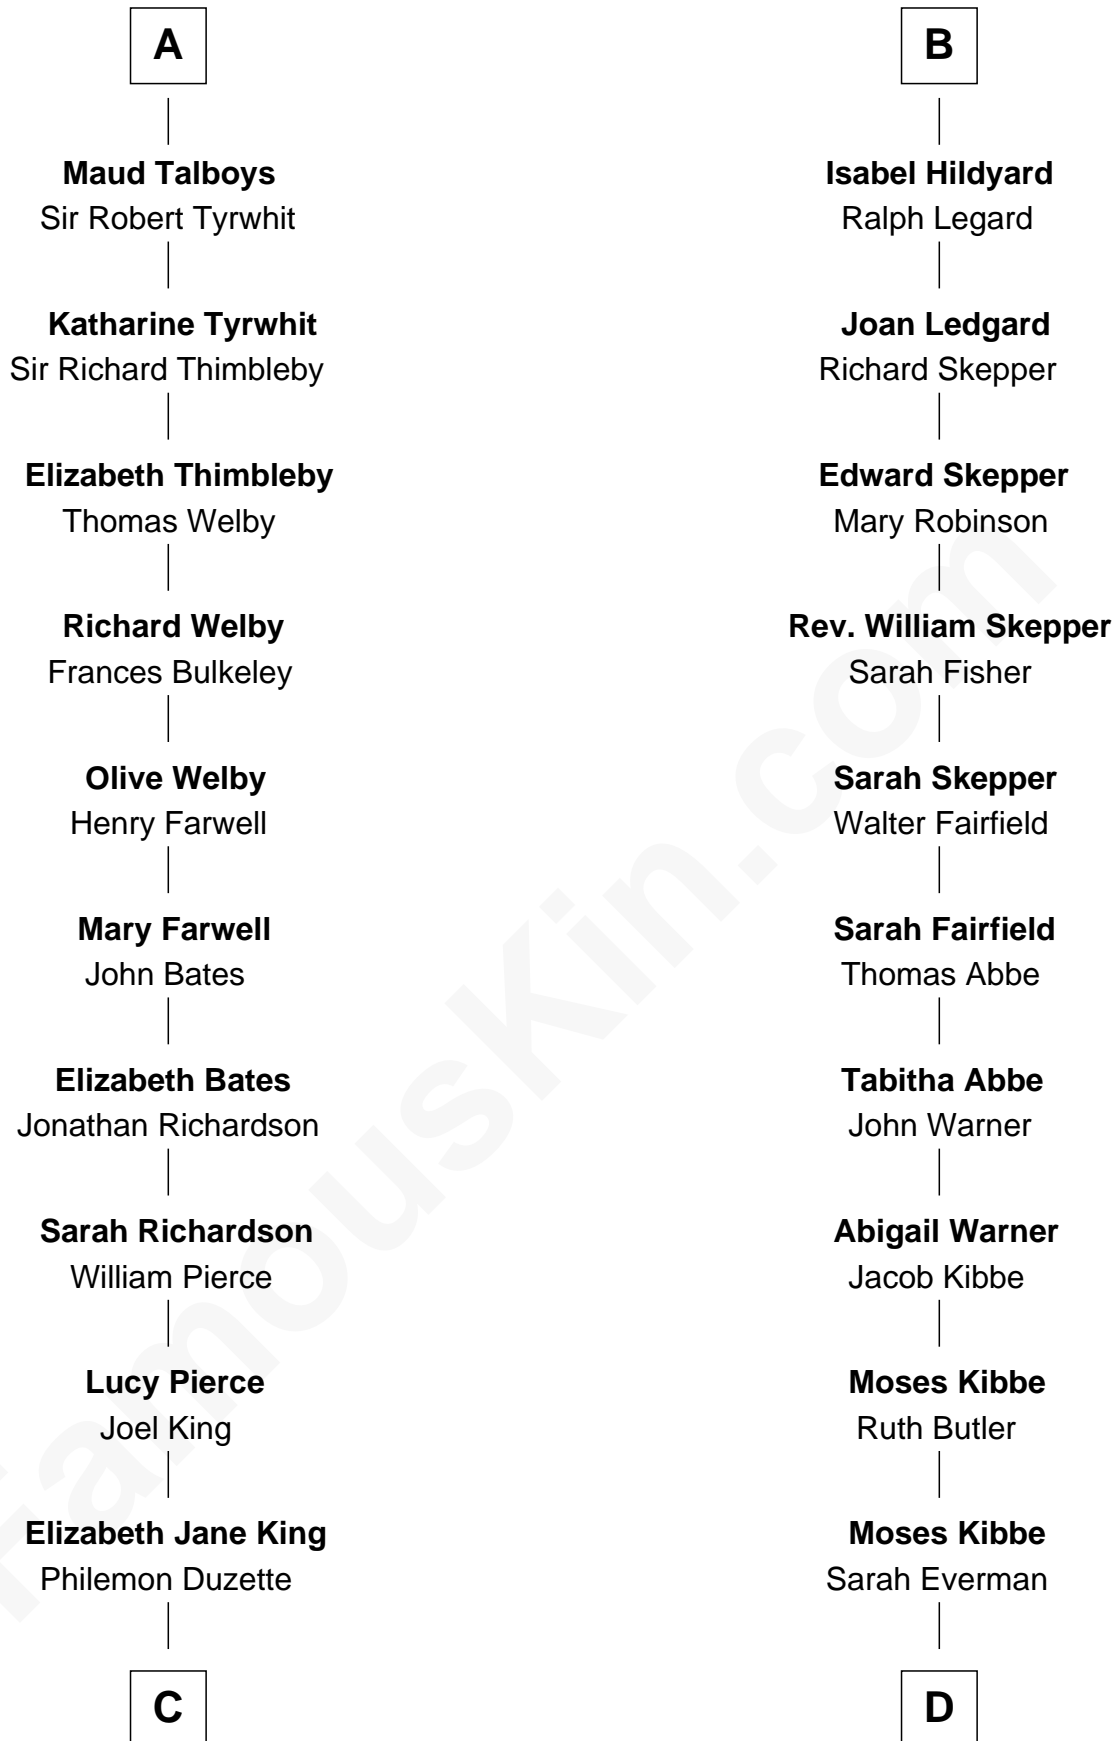 A
Maud Talboys
Sir Robert Tyrwhit
Katharine Tyrwhit
Sir Richard Thimbleby
Elizabeth Thimbleby
Thomas Welby
Richard Welby
Frances Bulkeley
Olive Welby
Henry Farwell
Mary Farwell
John Bates
Elizabeth Bates
Jonathan Richardson
Sarah Richardson
William Pierce
Lucy Pierce
Joel King
Elizabeth Jane King
Philemon Duzette
C
B
Isabel Hildyard
Ralph Legard
Joan Ledgard
Richard Skepper
Edward Skepper
Mary Robinson
Rev. William Skepper
Sarah Fisher
Sarah Skepper
Walter Fairfield
Sarah Fairfield
Thomas Abbe
Tabitha Abbe
John Warner
Abigail Warner
Jacob Kibbe
Moses Kibbe
Ruth Butler
Moses Kibbe
Sarah Everman
D
FamousKin.com